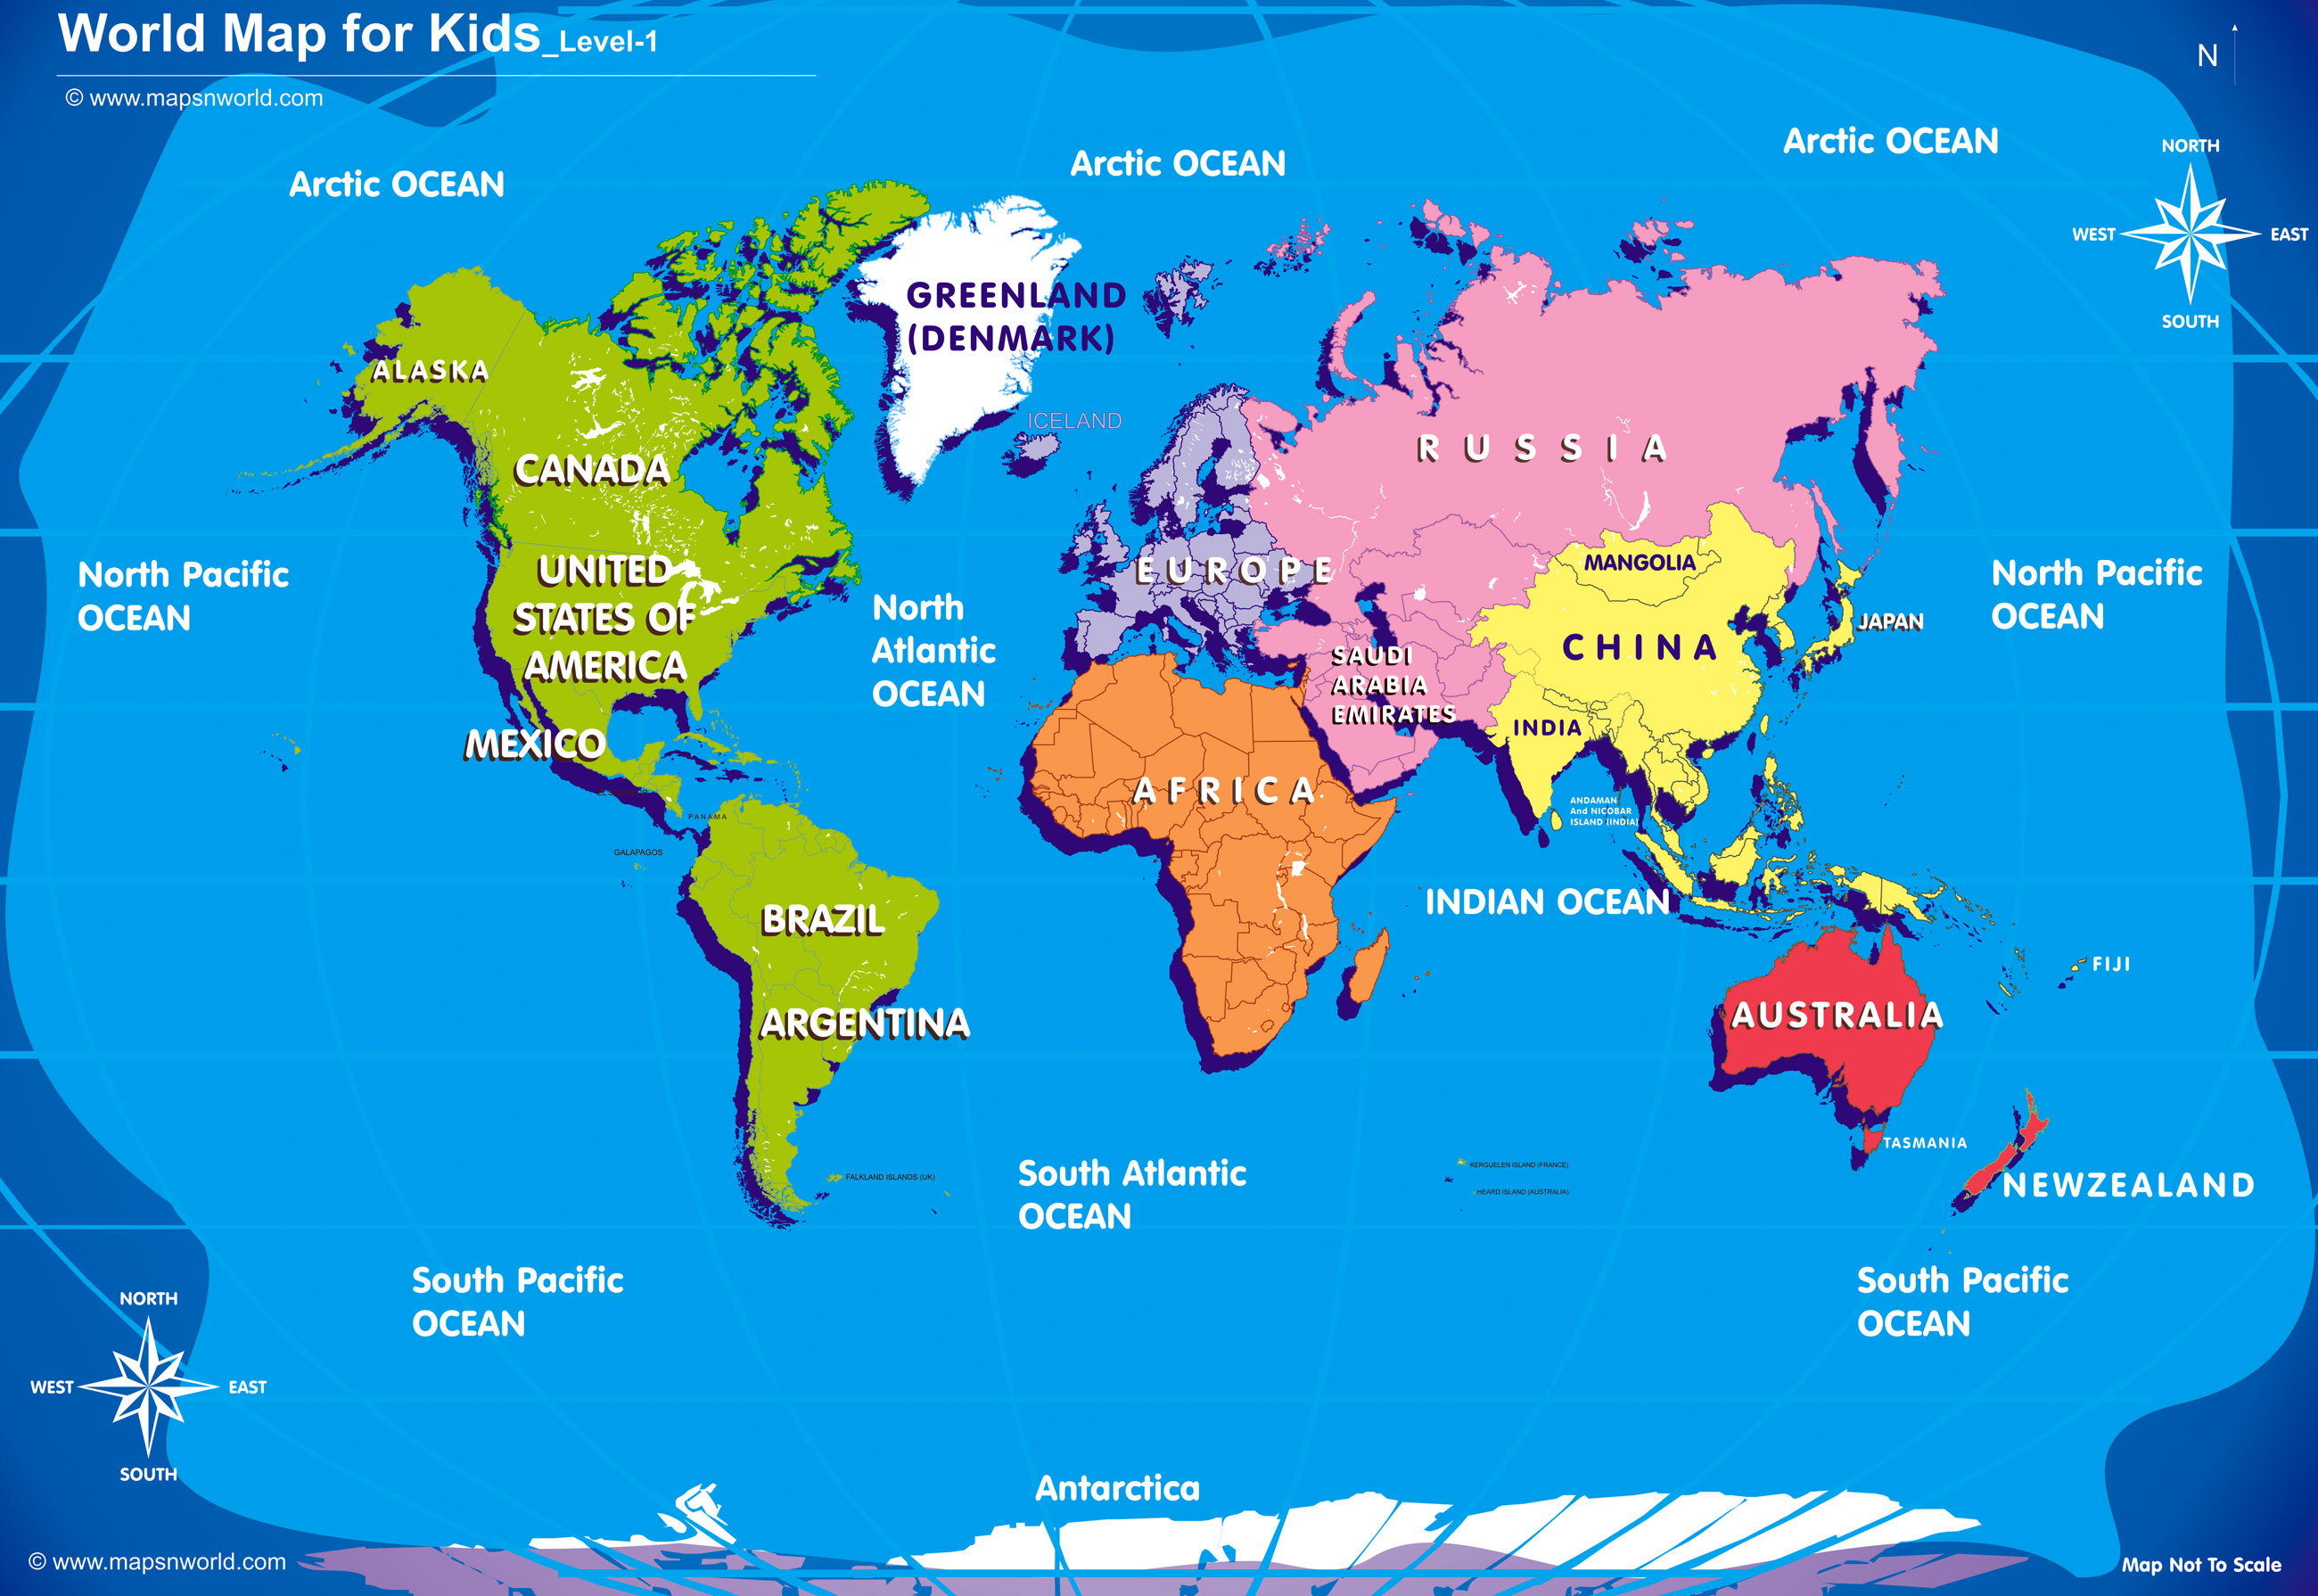 World Map for Kids_Level-1
© www.mapsnworld.com
N
Arctic OCEAN
Arctic OCEAN
Arctic OCEAN
NORTH
WEST
EAST
SOUTH
GREENLAND
(DENMARK)
ALASKA
ICELAND
CANADA
RUSSIA
UNITED
STATES OF
AMERICA
EUROPE
MANGOLIA
North Pacific
OCEAN
North
Atlantic
OCEAN
North Pacific
OCEAN
JAPAN
CHINA
SAUDI
ARABIA
EMIRATES
INDIA
MEXICO
AFRICA
ANDAMAN
And NICOBAR
ISLAND (INDIA)
PANAMA
GALAPAGOS
BRAZIL
INDIAN OCEAN
FIJI
ARGENTINA
AUSTRALIA
TASMANIA
FALKLAND ISLANDS (UK)
South Atlantic
OCEAN
KERGUELEN ISLAND (FRANCE)
HEARD ISLAND (AUSTRALIA)
NEWZEALAND
South Pacific
OCEAN
South Pacific
OCEAN
NORTH
WEST
EAST
SOUTH
Antarctica
© www.mapsnworld.com
Map Not To Scale